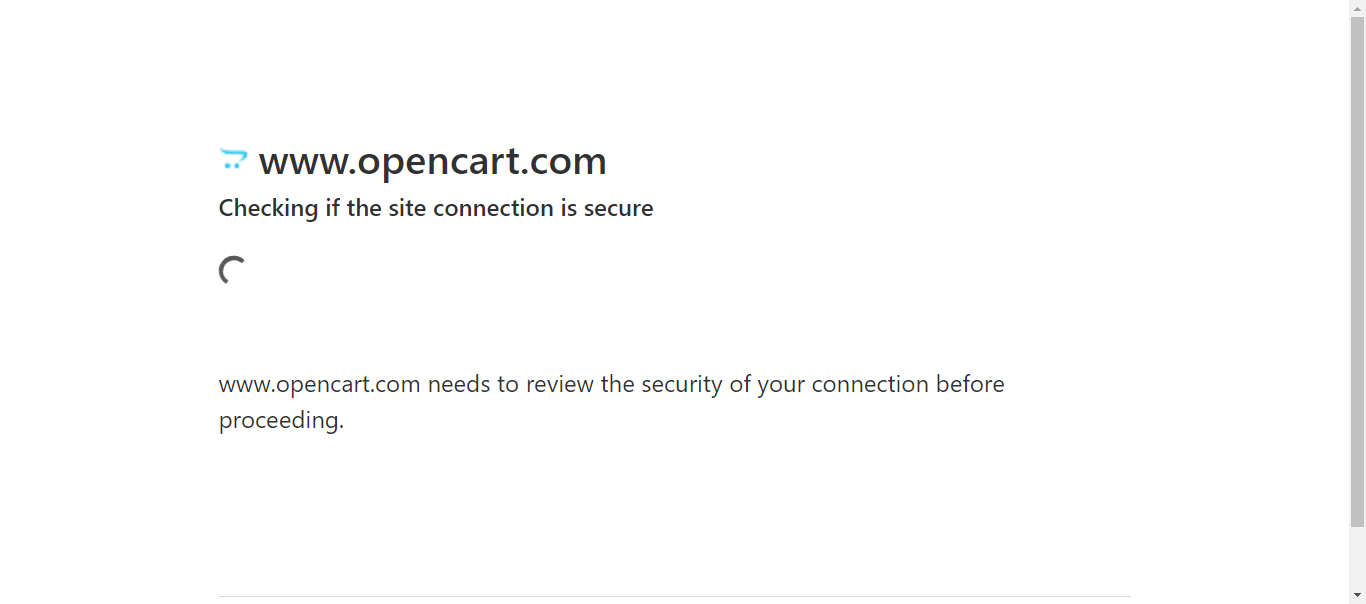 www.opencart.com
Checking if the site connection is secure
www.opencart.com needs to review the security of your connection before
proceeding.